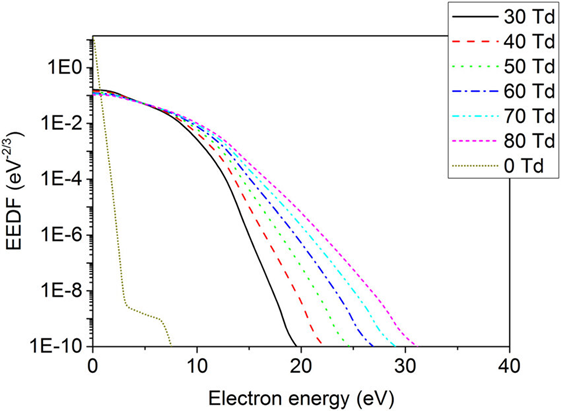 30 Td
40 Td
50 Td
60 Td
70 Td
80 Td
0 Td
1E0
1E-2
1E-4
1E-6
1E-8
1E-10
EEDF (eV⁻²/³)
0 10 20 30 40
Electron energy (eV)